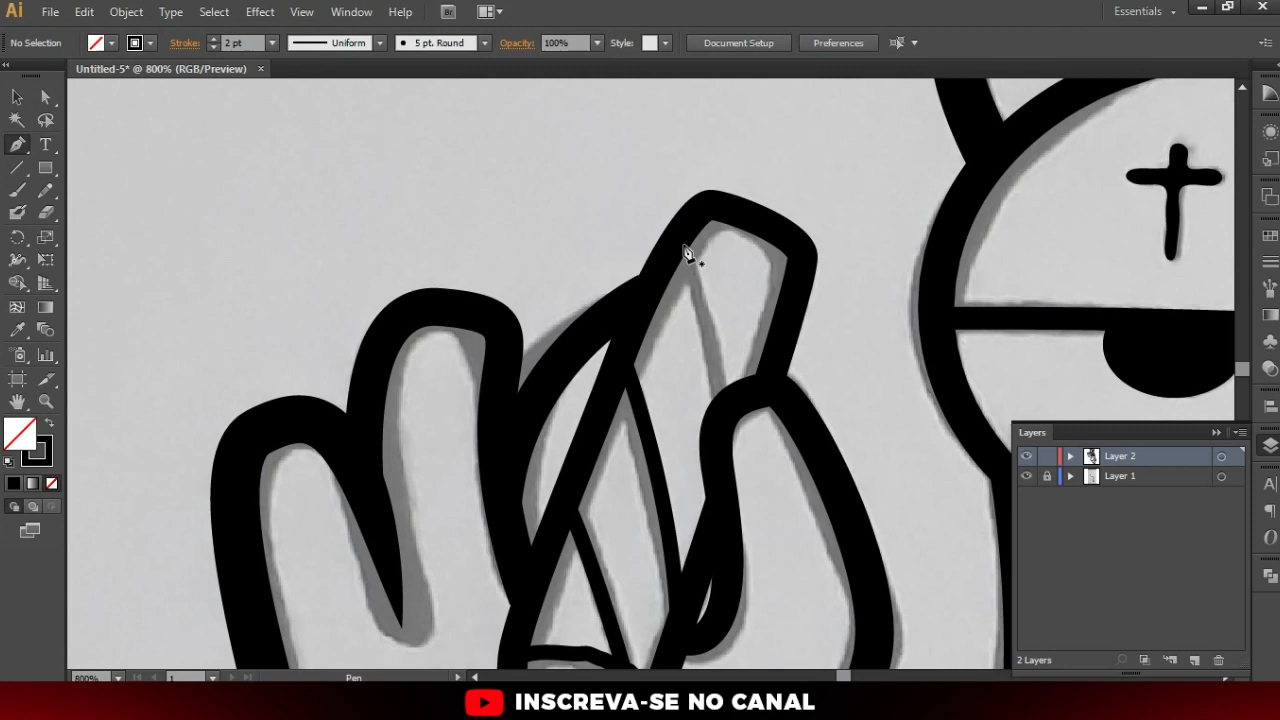 Ai File Edit Object Type Select Effect View Window Help Br Essentials
No Selection Stroke: 2 pt Uniform 5 pt. Round Opacity: 100% Style: Document Setup Preferences
Untitled-5* @ 800% (RGB/Preview) ×
Layers
Layer 2
Layer 1
2 Layers
800% 1 Pen
INSCREVA-SE NO CANAL